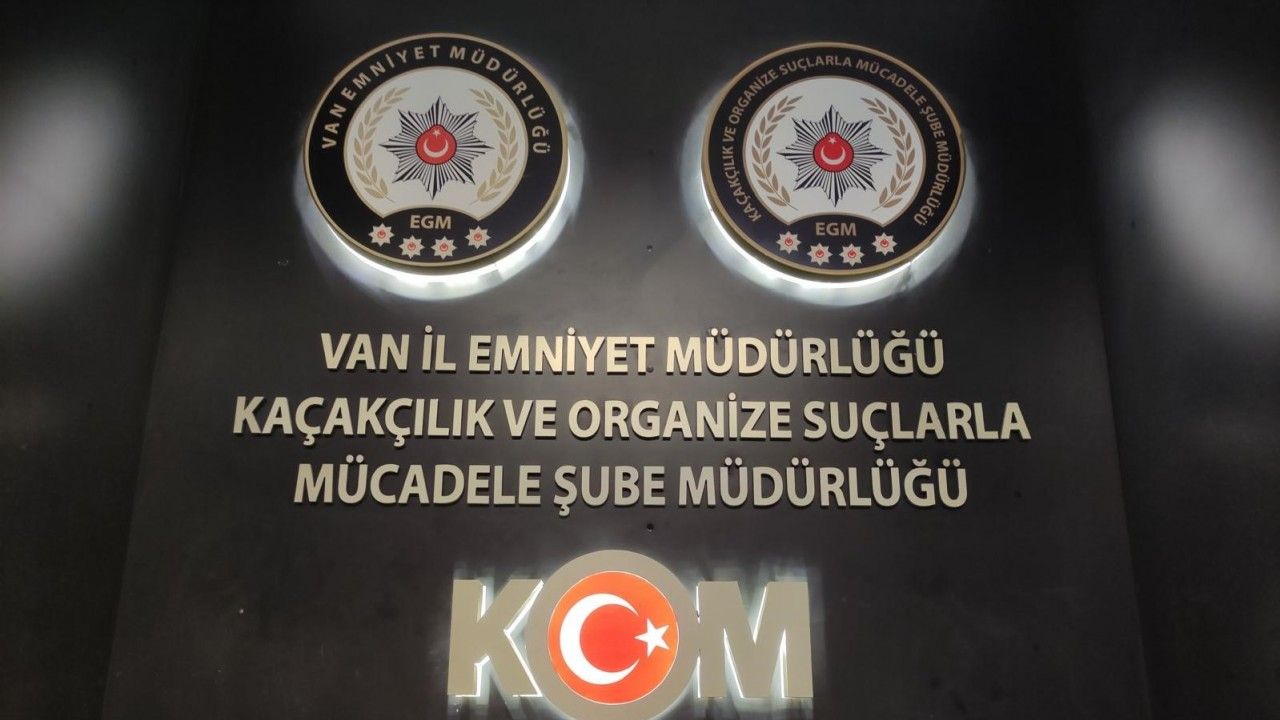 VAN EMNİYET MÜDÜRLÜĞÜ
EGM
KAÇAKÇILIK VE ORGANİZE SUÇLARLA MÜCADELE ŞUBE MÜDÜRLÜĞÜ
EGM
VAN İL EMNİYET MÜDÜRLÜĞÜ
KAÇAKÇILIK VE ORGANİZE SUÇLARLA
MÜCADELE ŞUBE MÜDÜRLÜĞÜ
KOM